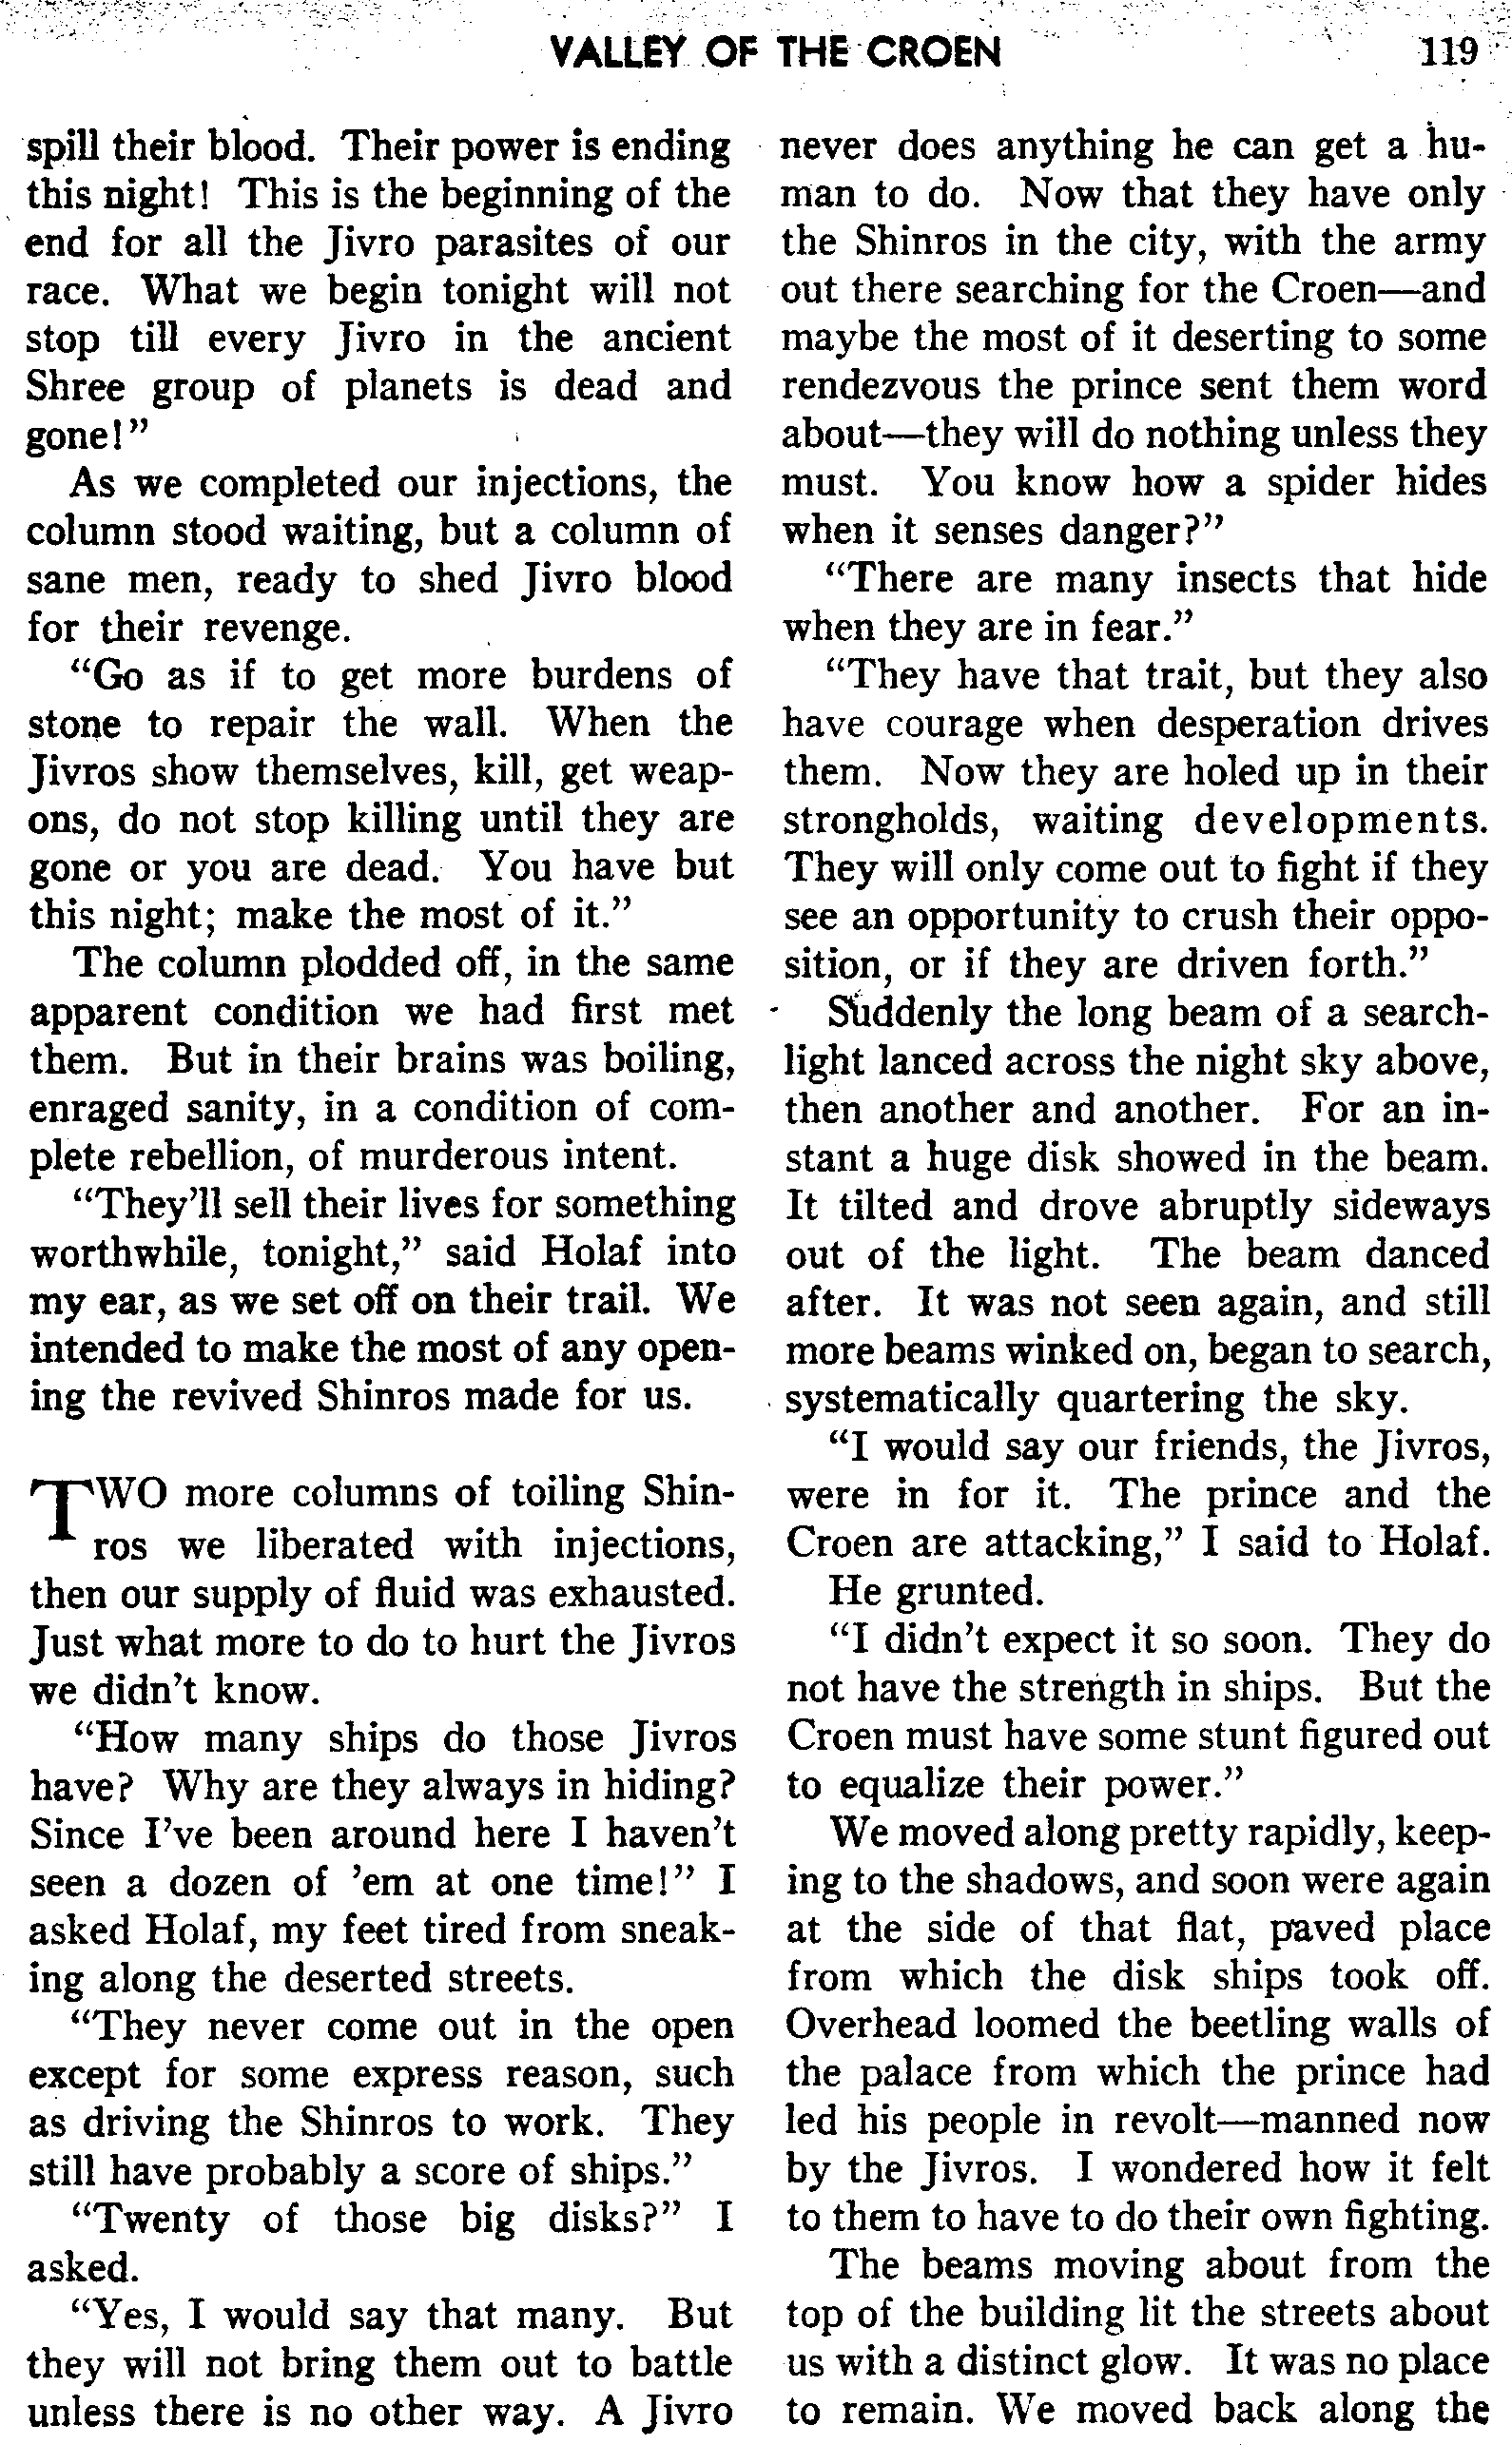 VALLEY OF THE CROEN 119
spill their blood. Their power is ending
this night! This is the beginning of the
end for all the Jivro parasites of our
race. What we begin tonight will not
stop till every Jivro in the ancient
Shree group of planets is dead and
gone!”
As we completed our injections, the
column stood waiting, but a column of
sane men, ready to shed Jivro blood
for their revenge.
“Go as if to get more burdens of
stone to repair the wall. When the
Jivros show themselves, kill, get weap-
ons, do not stop killing until they are
gone or you are dead. You have but
this night; make the most of it.”
The column plodded off, in the same
apparent condition we had first met
them. But in their brains was boiling,
enraged sanity, in a condition of com-
plete rebellion, of murderous intent.
“They’ll sell their lives for something
worthwhile, tonight,” said Holaf into
my ear, as we set off on their trail. We
intended to make the most of any open-
ing the revived Shinros made for us.
TWO more columns of toiling Shin-
ros we liberated with injections,
then our supply of fluid was exhausted.
Just what more to do to hurt the Jivros
we didn’t know.
“How many ships do those Jivros
have? Why are they always in hiding?
Since I’ve been around here I haven’t
seen a dozen of ’em at one time!” I
asked Holaf, my feet tired from sneak-
ing along the deserted streets.
“They never come out in the open
except for some express reason, such
as driving the Shinros to work. They
still have probably a score of ships.”
“Twenty of those big disks?” I
asked.
“Yes, I would say that many. But
they will not bring them out to battle
unless there is no other way. A Jivro
never does anything he can get a hu-
man to do. Now that they have only
the Shinros in the city, with the army
out there searching for the Croen—and
maybe the most of it deserting to some
rendezvous the prince sent them word
about—they will do nothing unless they
must. You know how a spider hides
when it senses danger?”
“There are many insects that hide
when they are in fear.”
“They have that trait, but they also
have courage when desperation drives
them. Now they are holed up in their
strongholds, waiting developments.
They will only come out to fight if they
see an opportunity to crush their oppo-
sition, or if they are driven forth.”
Suddenly the long beam of a search-
light lanced across the night sky above,
then another and another. For an in-
stant a huge disk showed in the beam.
It tilted and drove abruptly sideways
out of the light. The beam danced
after. It was not seen again, and still
more beams winked on, began to search,
systematically quartering the sky.
“I would say our friends, the Jivros,
were in for it. The prince and the
Croen are attacking,” I said to Holaf.
He grunted.
“I didn’t expect it so soon. They do
not have the strength in ships. But the
Croen must have some stunt figured out
to equalize their power.”
We moved along pretty rapidly, keep-
ing to the shadows, and soon were again
at the side of that flat, paved place
from which the disk ships took off.
Overhead loomed the beetling walls of
the palace from which the prince had
led his people in revolt—manned now
by the Jivros. I wondered how it felt
to them to have to do their own fighting.
The beams moving about from the
top of the building lit the streets about
us with a distinct glow. It was no place
to remain. We moved back along the